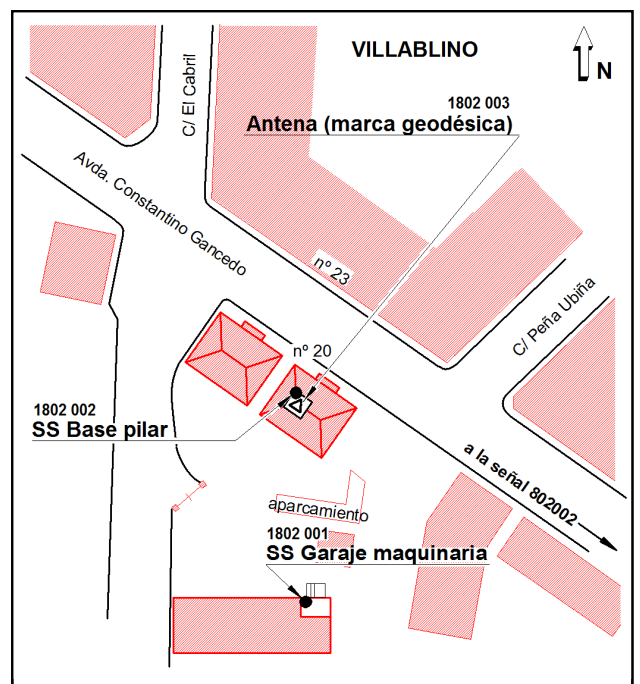 VILLABLINO
N
C/ El Cabril
1802 003
Antena (marca geodésica)
Avda. Constantino Gancedo
nº 23
C/ Peña Ubiña
nº 20
1802 002
SS Base pilar
a la señal 802002
aparcamiento
1802 001
SS Garaje maquinaria